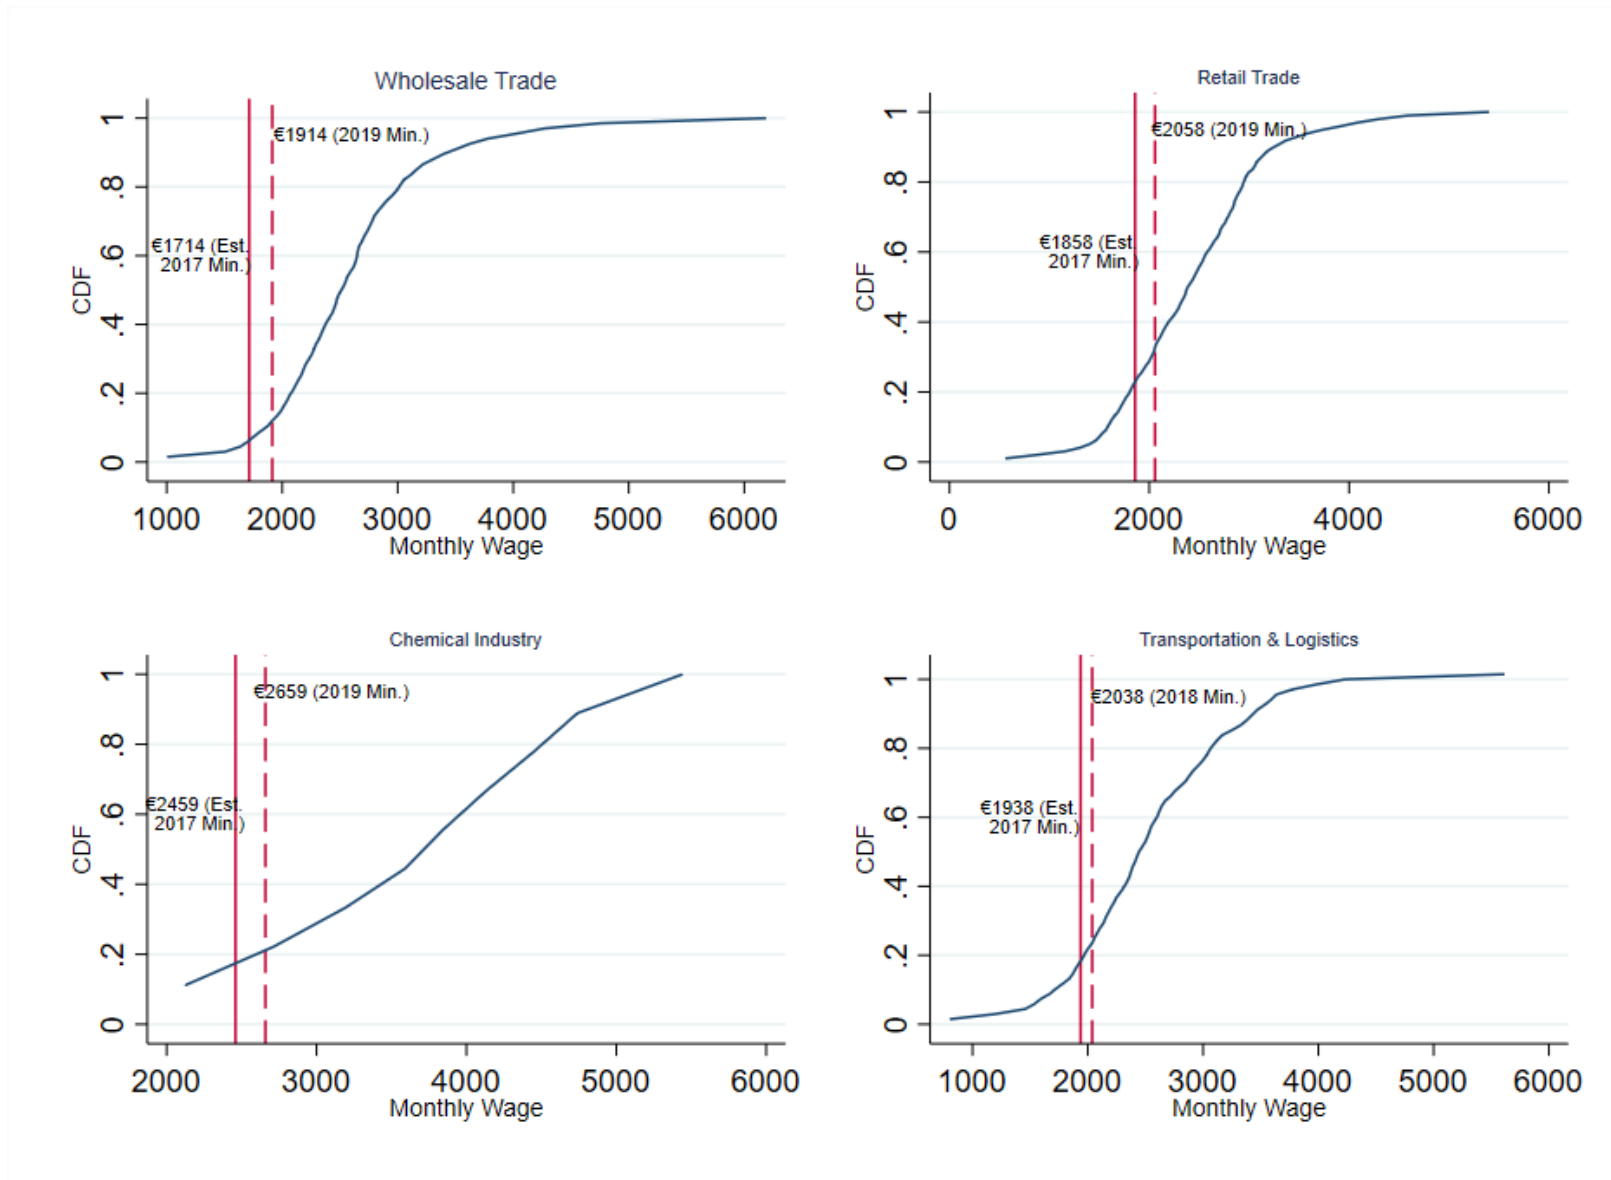 Wholesale Trade
CDF
1
.8
.6
.4
.2
0
€1914 (2019 Min.)
€1714 (Est.
2017 Min.)
1000 2000 3000 4000 5000 6000
Monthly Wage
Retail Trade
CDF
1
.8
.6
.4
.2
0
€2058 (2019 Min.)
€1858 (Est.
2017 Min.)
0 2000 4000 6000
Monthly Wage
Chemical Industry
CDF
1
.8
.6
.4
.2
0
€2659 (2019 Min.)
€2459 (Est.
2017 Min.)
2000 3000 4000 5000 6000
Monthly Wage
Transportation & Logistics
CDF
1
.8
.6
.4
.2
0
€2038 (2018 Min.)
€1938 (Est.
2017 Min.)
1000 2000 3000 4000 5000 6000
Monthly Wage